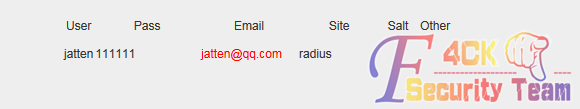 User Pass Email Site Salt Other
jatten 111111 jatten@qq.com radius
F 4CK
Security Team